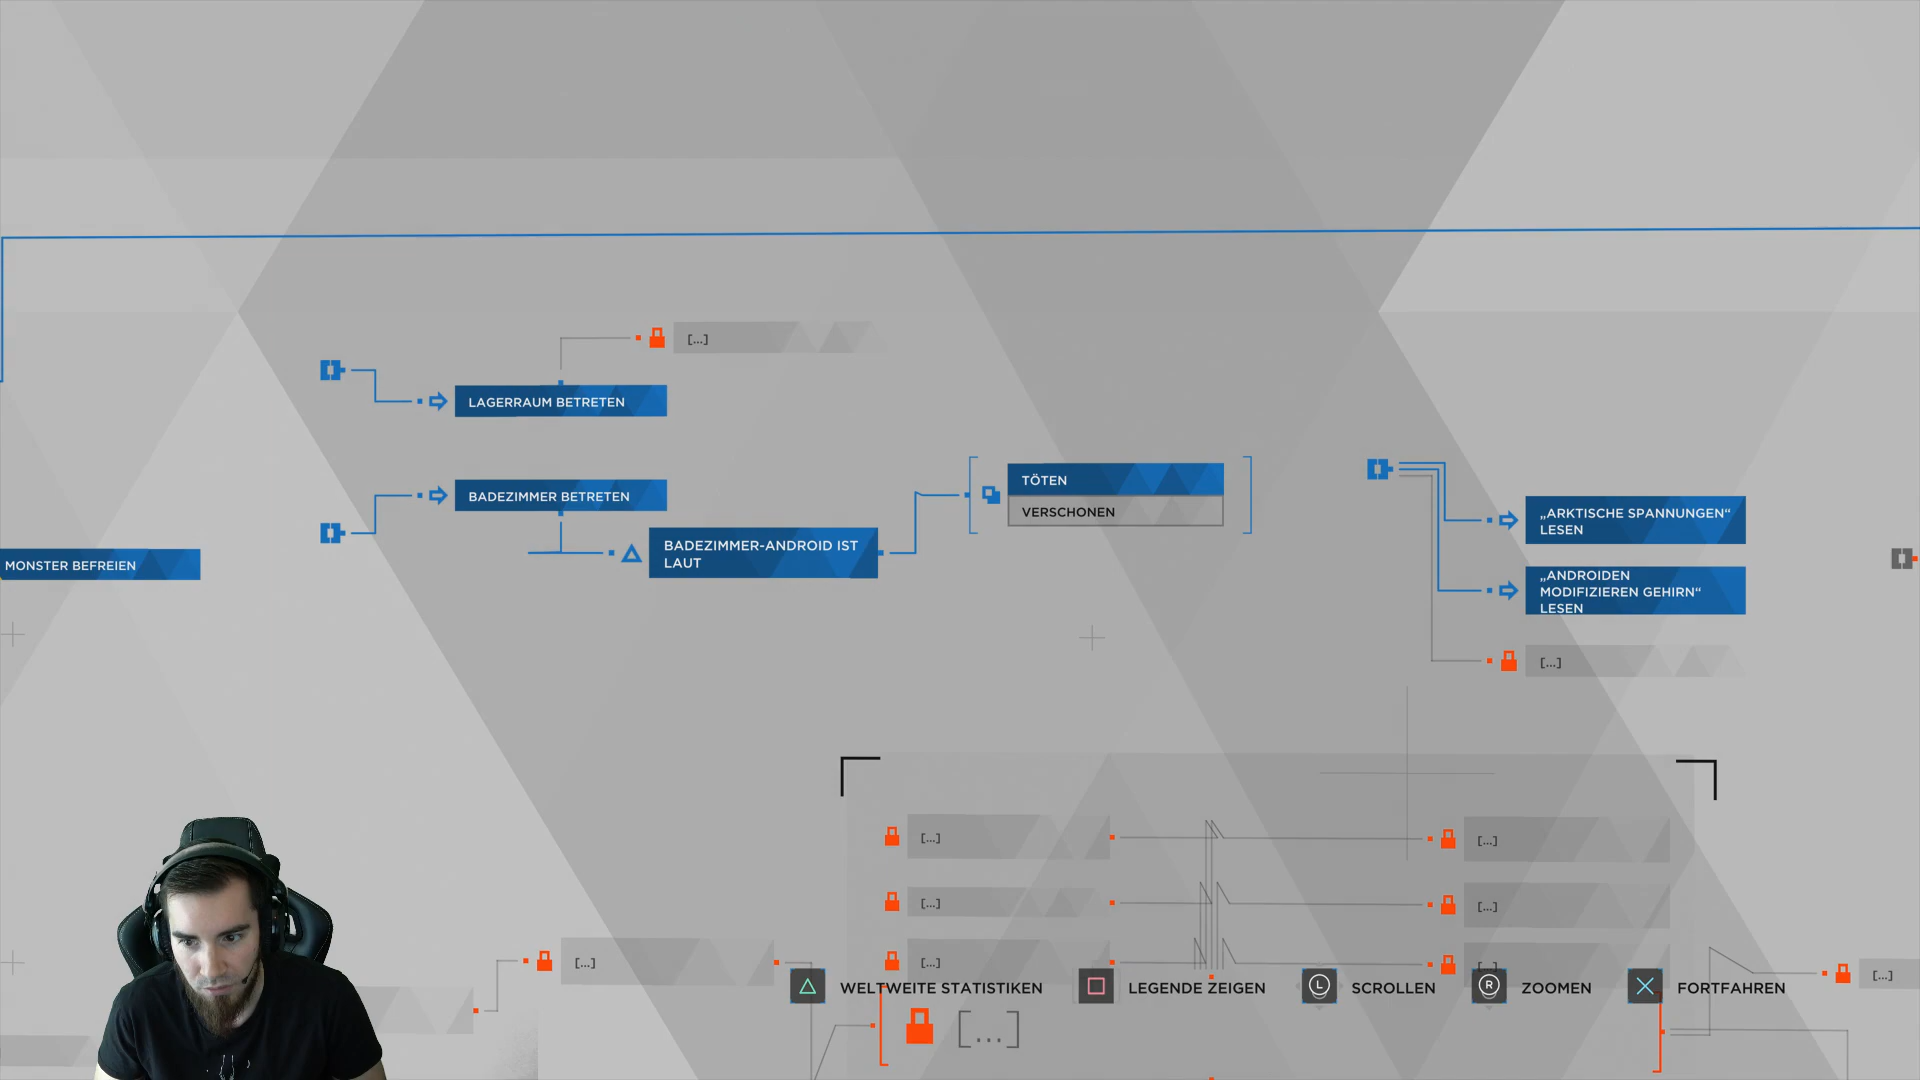 [...]
LAGERRAUM BETRETEN
BADEZIMMER BETRETEN
MONSTER BEFREIEN
BADEZIMMER-ANDROID IST
LAUT
TÖTEN
VERSCHONEN
„ARKTISCHE SPANNUNGEN“
LESEN
„ANDROIDEN
MODIFIZIEREN GEHIRN“
LESEN
[...]
[...]
[...]
[...]
[...]
[...]
[...]
[...]
[...]
[...]
WELTWEITE STATISTIKEN
LEGENDE ZEIGEN
L
SCROLLEN
R
ZOOMEN
FORTFAHREN
[...]